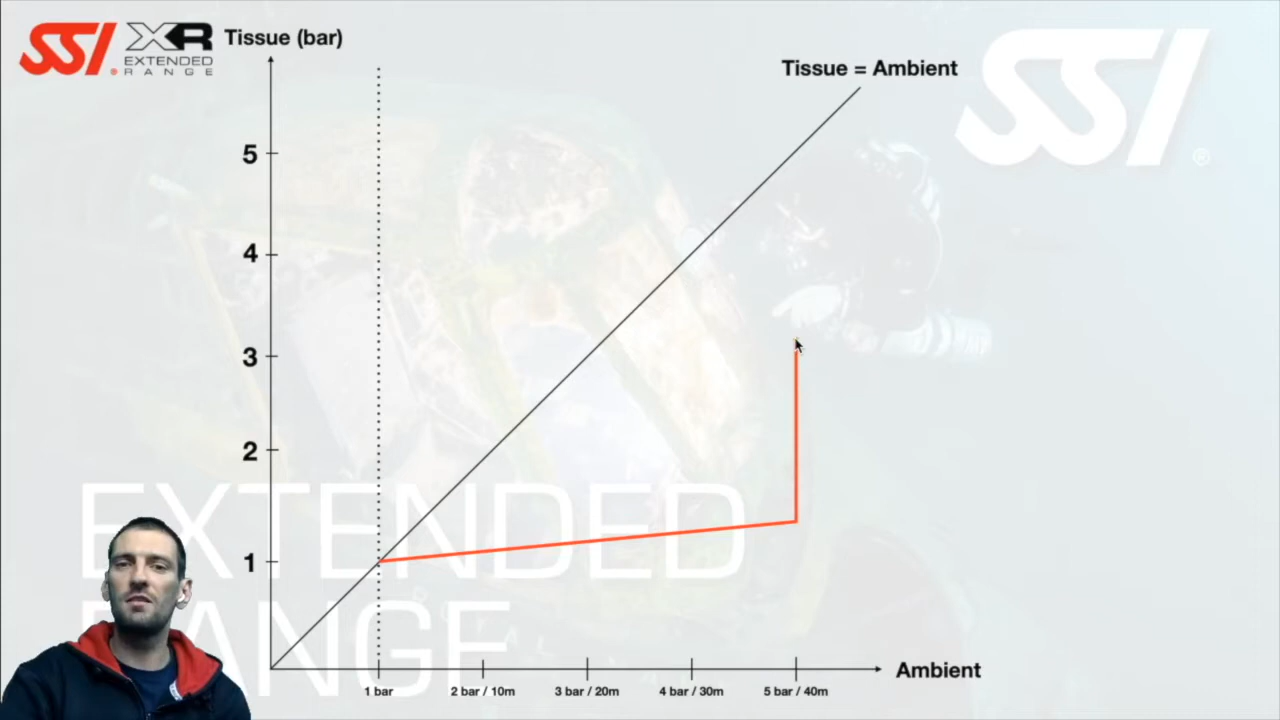 SSI
®
XR
EXTENDED
RANGE
Tissue (bar)
Tissue = Ambient
SSI
®
5
4
3
2
1
EXTENDED
RANGE
Ambient
1 bar
2 bar / 10m
3 bar / 20m
4 bar / 30m
5 bar / 40m